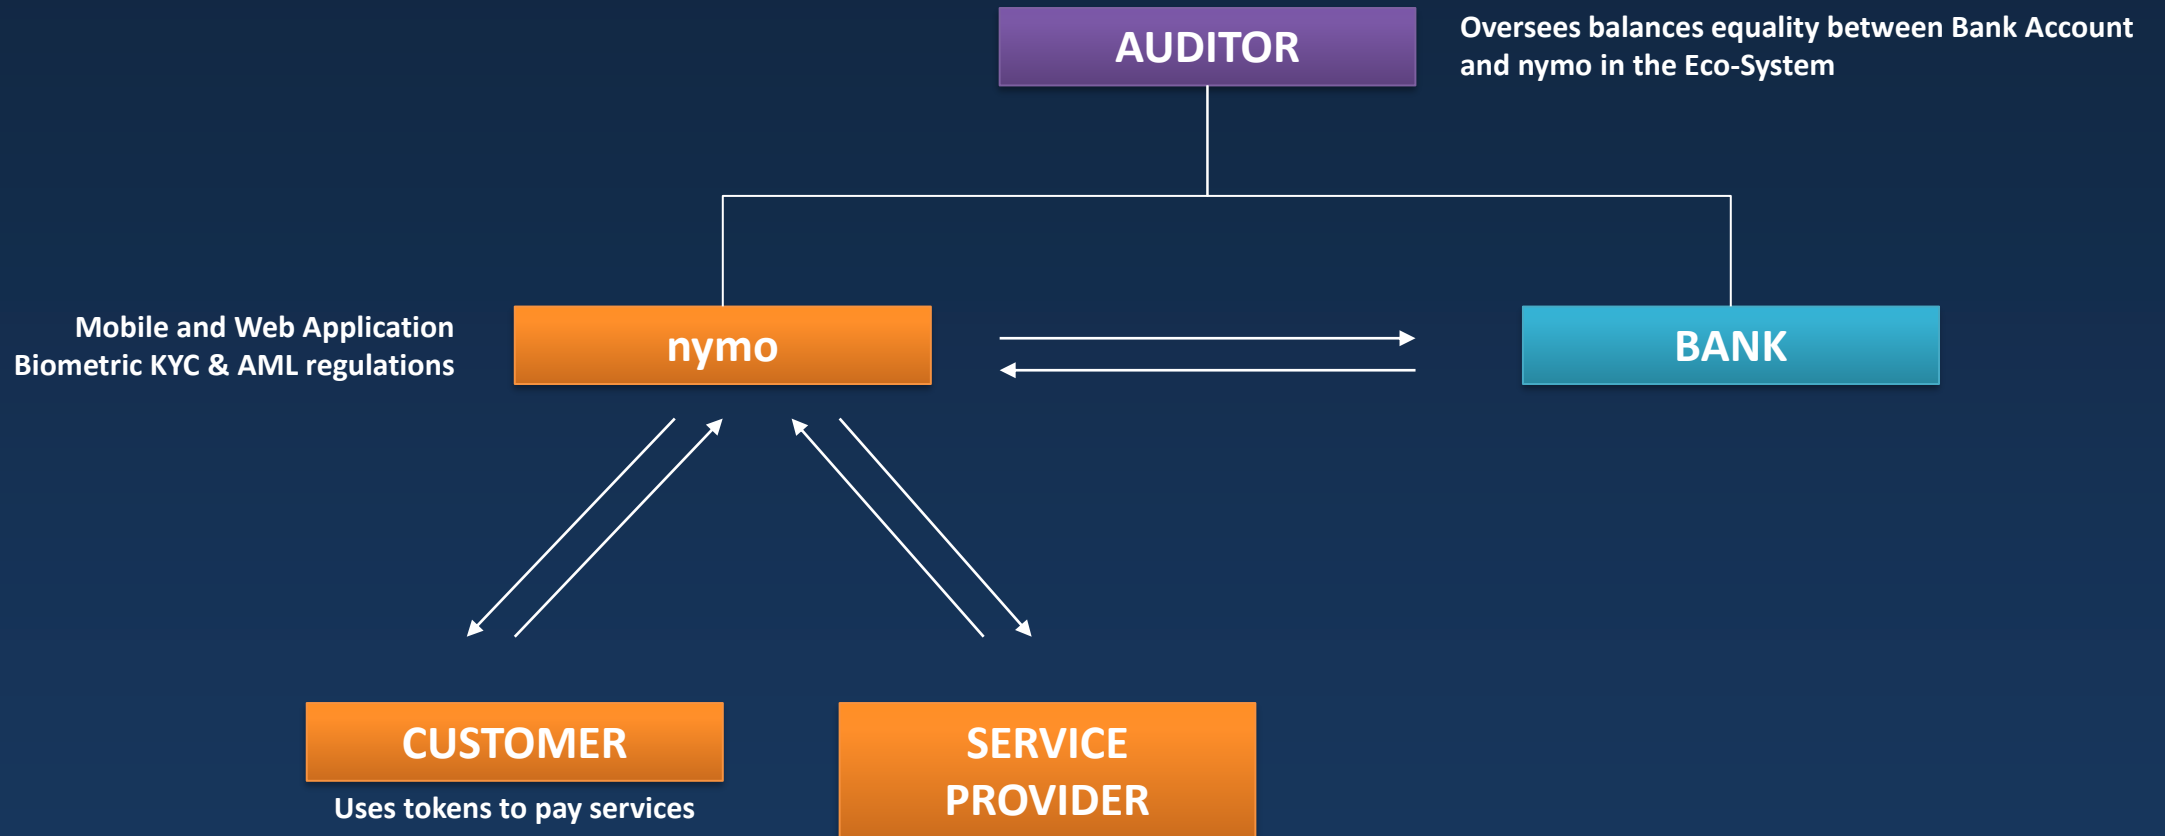 AUDITOR
Oversees balances equality between Bank Account
and nymo in the Eco-System
Mobile and Web Application
Biometric KYC & AML regulations
nymo
BANK
CUSTOMER
Uses tokens to pay services
SERVICE
PROVIDER